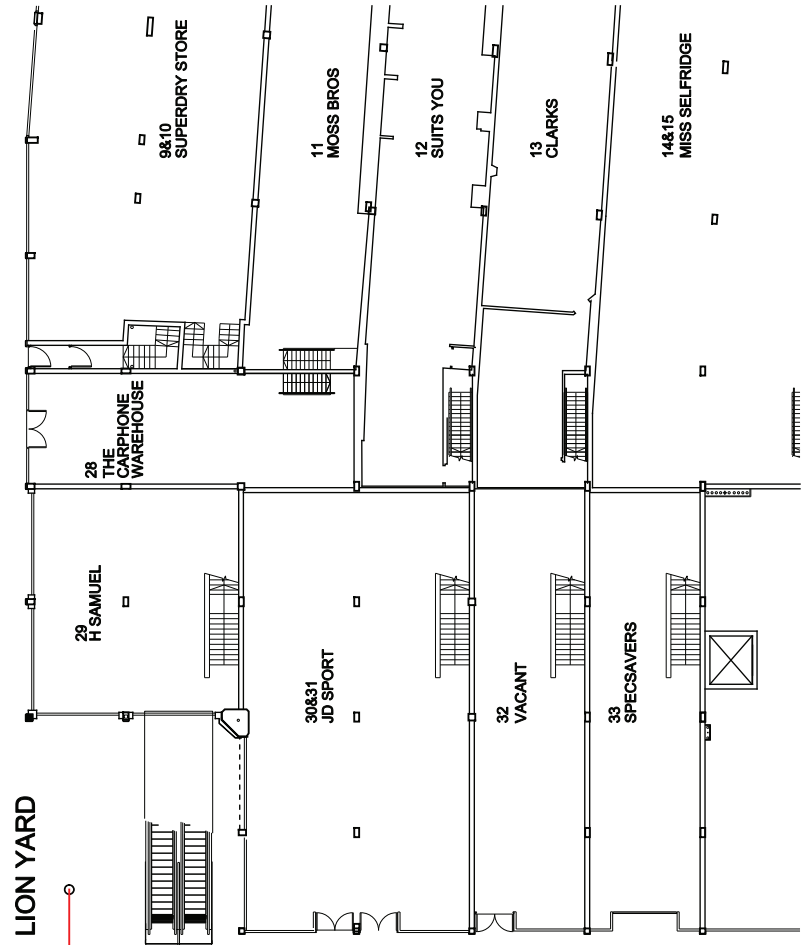 9&10
SUPERDRY STORE
11
MOSS BROS
12
SUITS YOU
13
CLARKS
14&15
MISS SELFRIDGE
28
THE
CARPHONE
WAREHOUSE
29
H SAMUEL
30&31
JD SPORT
32
VACANT
33
SPECSAVERS
LION YARD